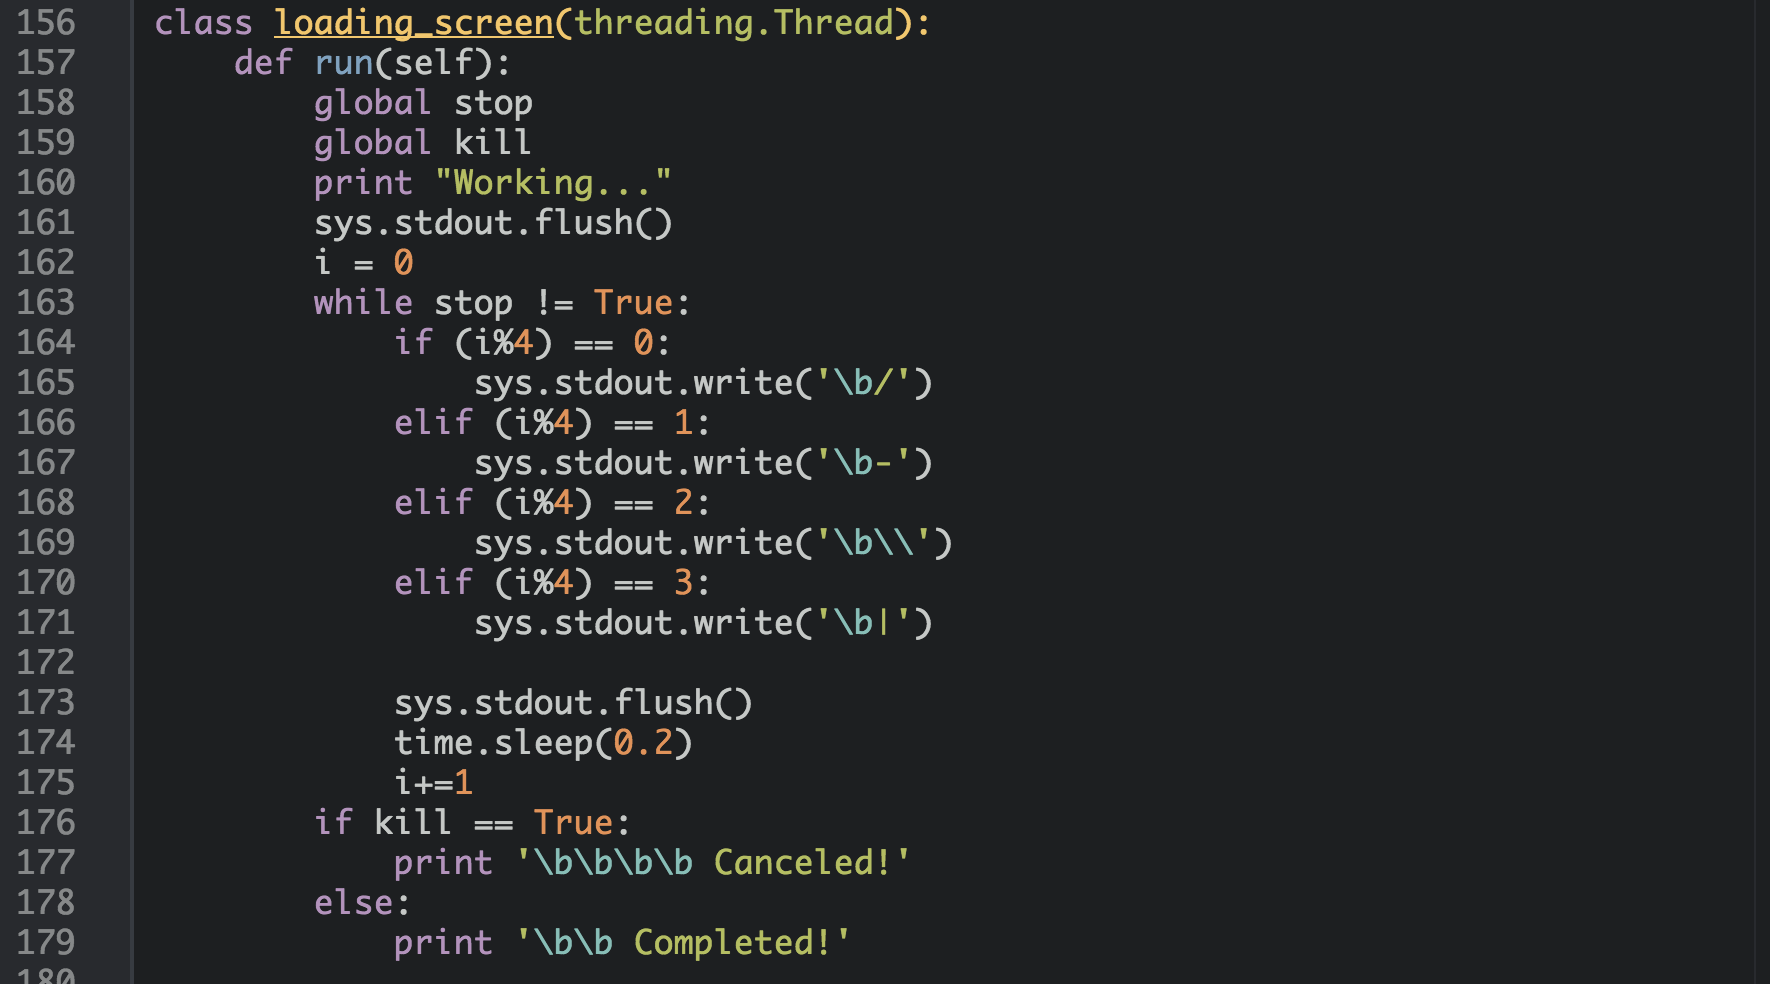 156 class loading_screen(threading.Thread):
157     def run(self):
158         global stop
159         global kill
160         print "Working..."
161         sys.stdout.flush()
162         i = 0
163         while stop != True:
164             if (i%4) == 0:
165                 sys.stdout.write('\b/')
166             elif (i%4) == 1:
167                 sys.stdout.write('\b-')
168             elif (i%4) == 2:
169                 sys.stdout.write('\b\\')
170             elif (i%4) == 3:
171                 sys.stdout.write('\b|')
172
173             sys.stdout.flush()
174             time.sleep(0.2)
175             i+=1
176         if kill == True:
177             print '\b\b\b\b Canceled!'
178         else:
179             print '\b\b Completed!'
180